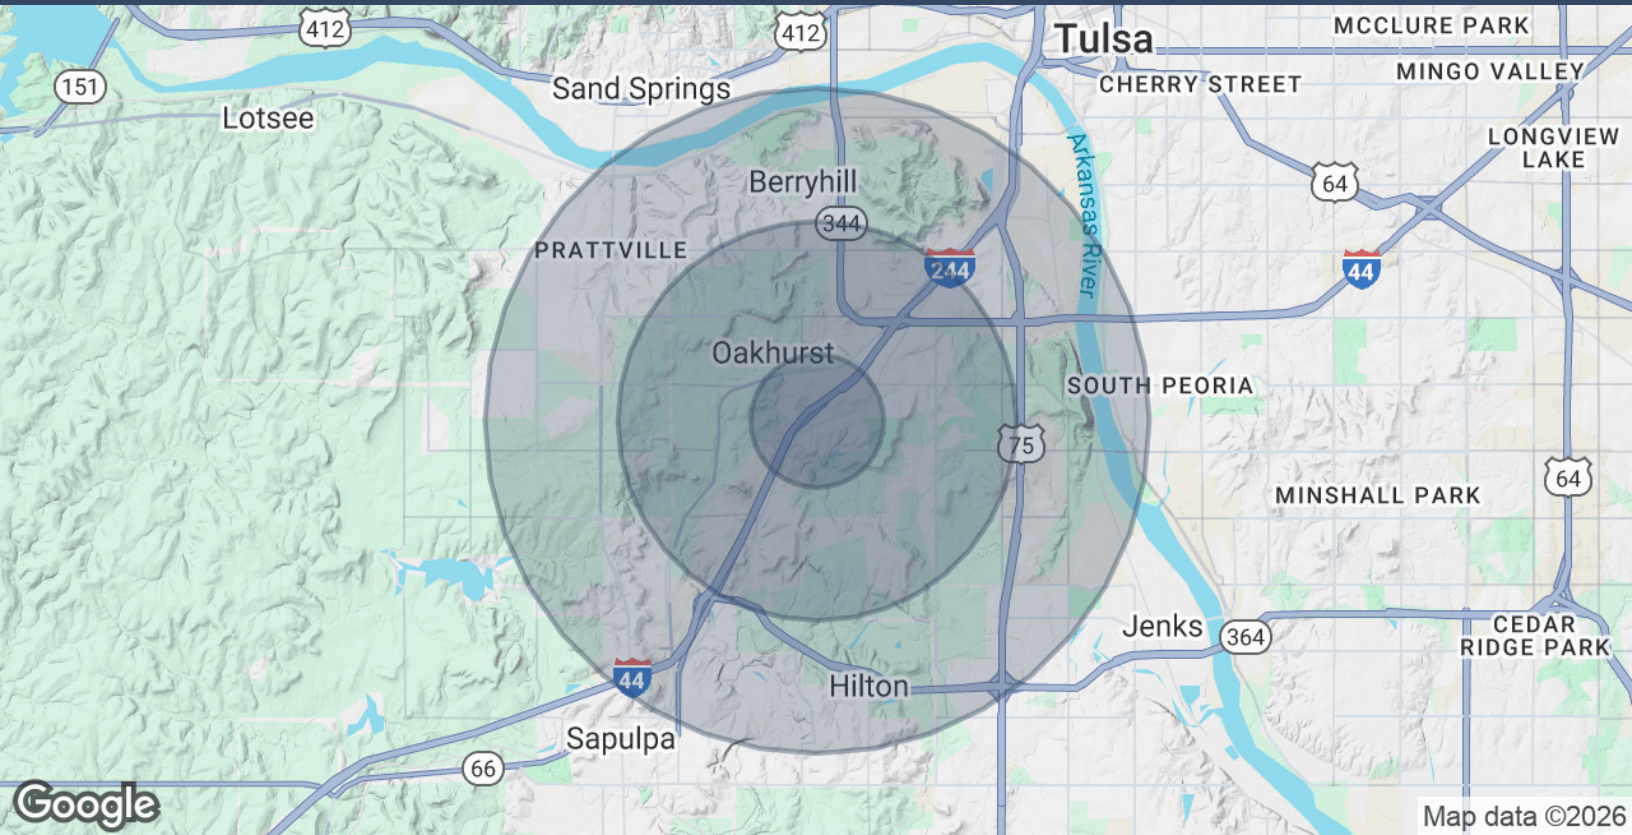 412
412
Tulsa
MCCLURE PARK
151
Sand Springs
CHERRY STREET
MINGO VALLEY
Lotsee
LONGVIEW
LAKE
Arkansas River
Berryhill
64
344
PRATTVILLE
244
44
Oakhurst
SOUTH PEORIA
75
64
MINSHALL PARK
Jenks
364
CEDAR
RIDGE PARK
44
Hilton
Sapulpa
66
Google
Map data ©2026